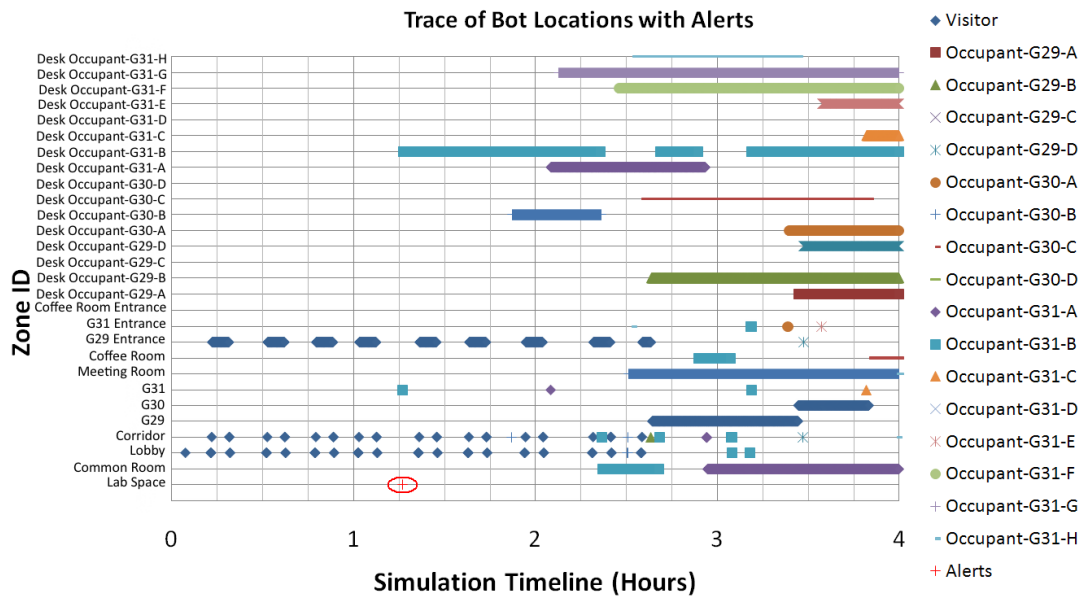 Trace of Bot Locations with Alerts
Zone ID
Desk Occupant-G31-H
Desk Occupant-G31-G
Desk Occupant-G31-F
Desk Occupant-G31-E
Desk Occupant-G31-D
Desk Occupant-G31-C
Desk Occupant-G31-B
Desk Occupant-G31-A
Desk Occupant-G30-D
Desk Occupant-G30-C
Desk Occupant-G30-B
Desk Occupant-G30-A
Desk Occupant-G29-D
Desk Occupant-G29-C
Desk Occupant-G29-B
Desk Occupant-G29-A
Coffee Room Entrance
G31 Entrance
G29 Entrance
Coffee Room
Meeting Room
G31
G30
G29
Corridor
Lobby
Common Room
Lab Space
0 1 2 3 4
Simulation Timeline (Hours)
Visitor
Occupant-G29-A
Occupant-G29-B
Occupant-G29-C
Occupant-G29-D
Occupant-G30-A
Occupant-G30-B
Occupant-G30-C
Occupant-G30-D
Occupant-G31-A
Occupant-G31-B
Occupant-G31-C
Occupant-G31-D
Occupant-G31-E
Occupant-G31-F
Occupant-G31-G
Occupant-G31-H
Alerts